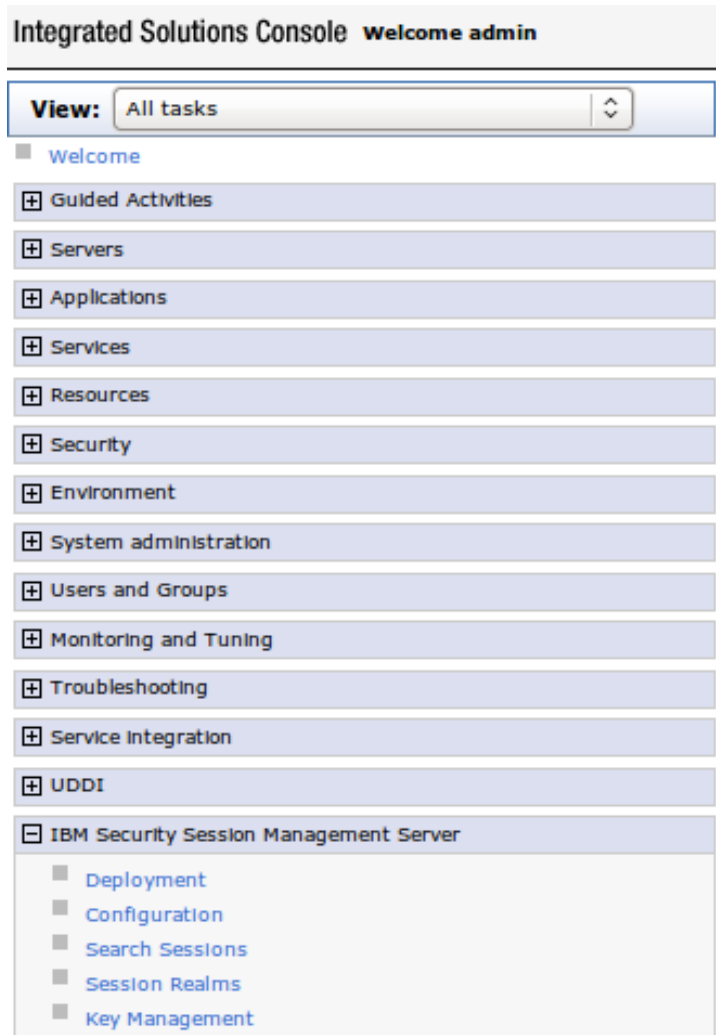 Integrated Solutions Console Welcome admin
View: All tasks
Welcome
Guided Activities
Servers
Applications
Services
Resources
Security
Environment
System administration
Users and Groups
Monitoring and Tuning
Troubleshooting
Service integration
UDDI
IBM Security Session Management Server
Deployment
Configuration
Search Sessions
Session Realms
Key Management